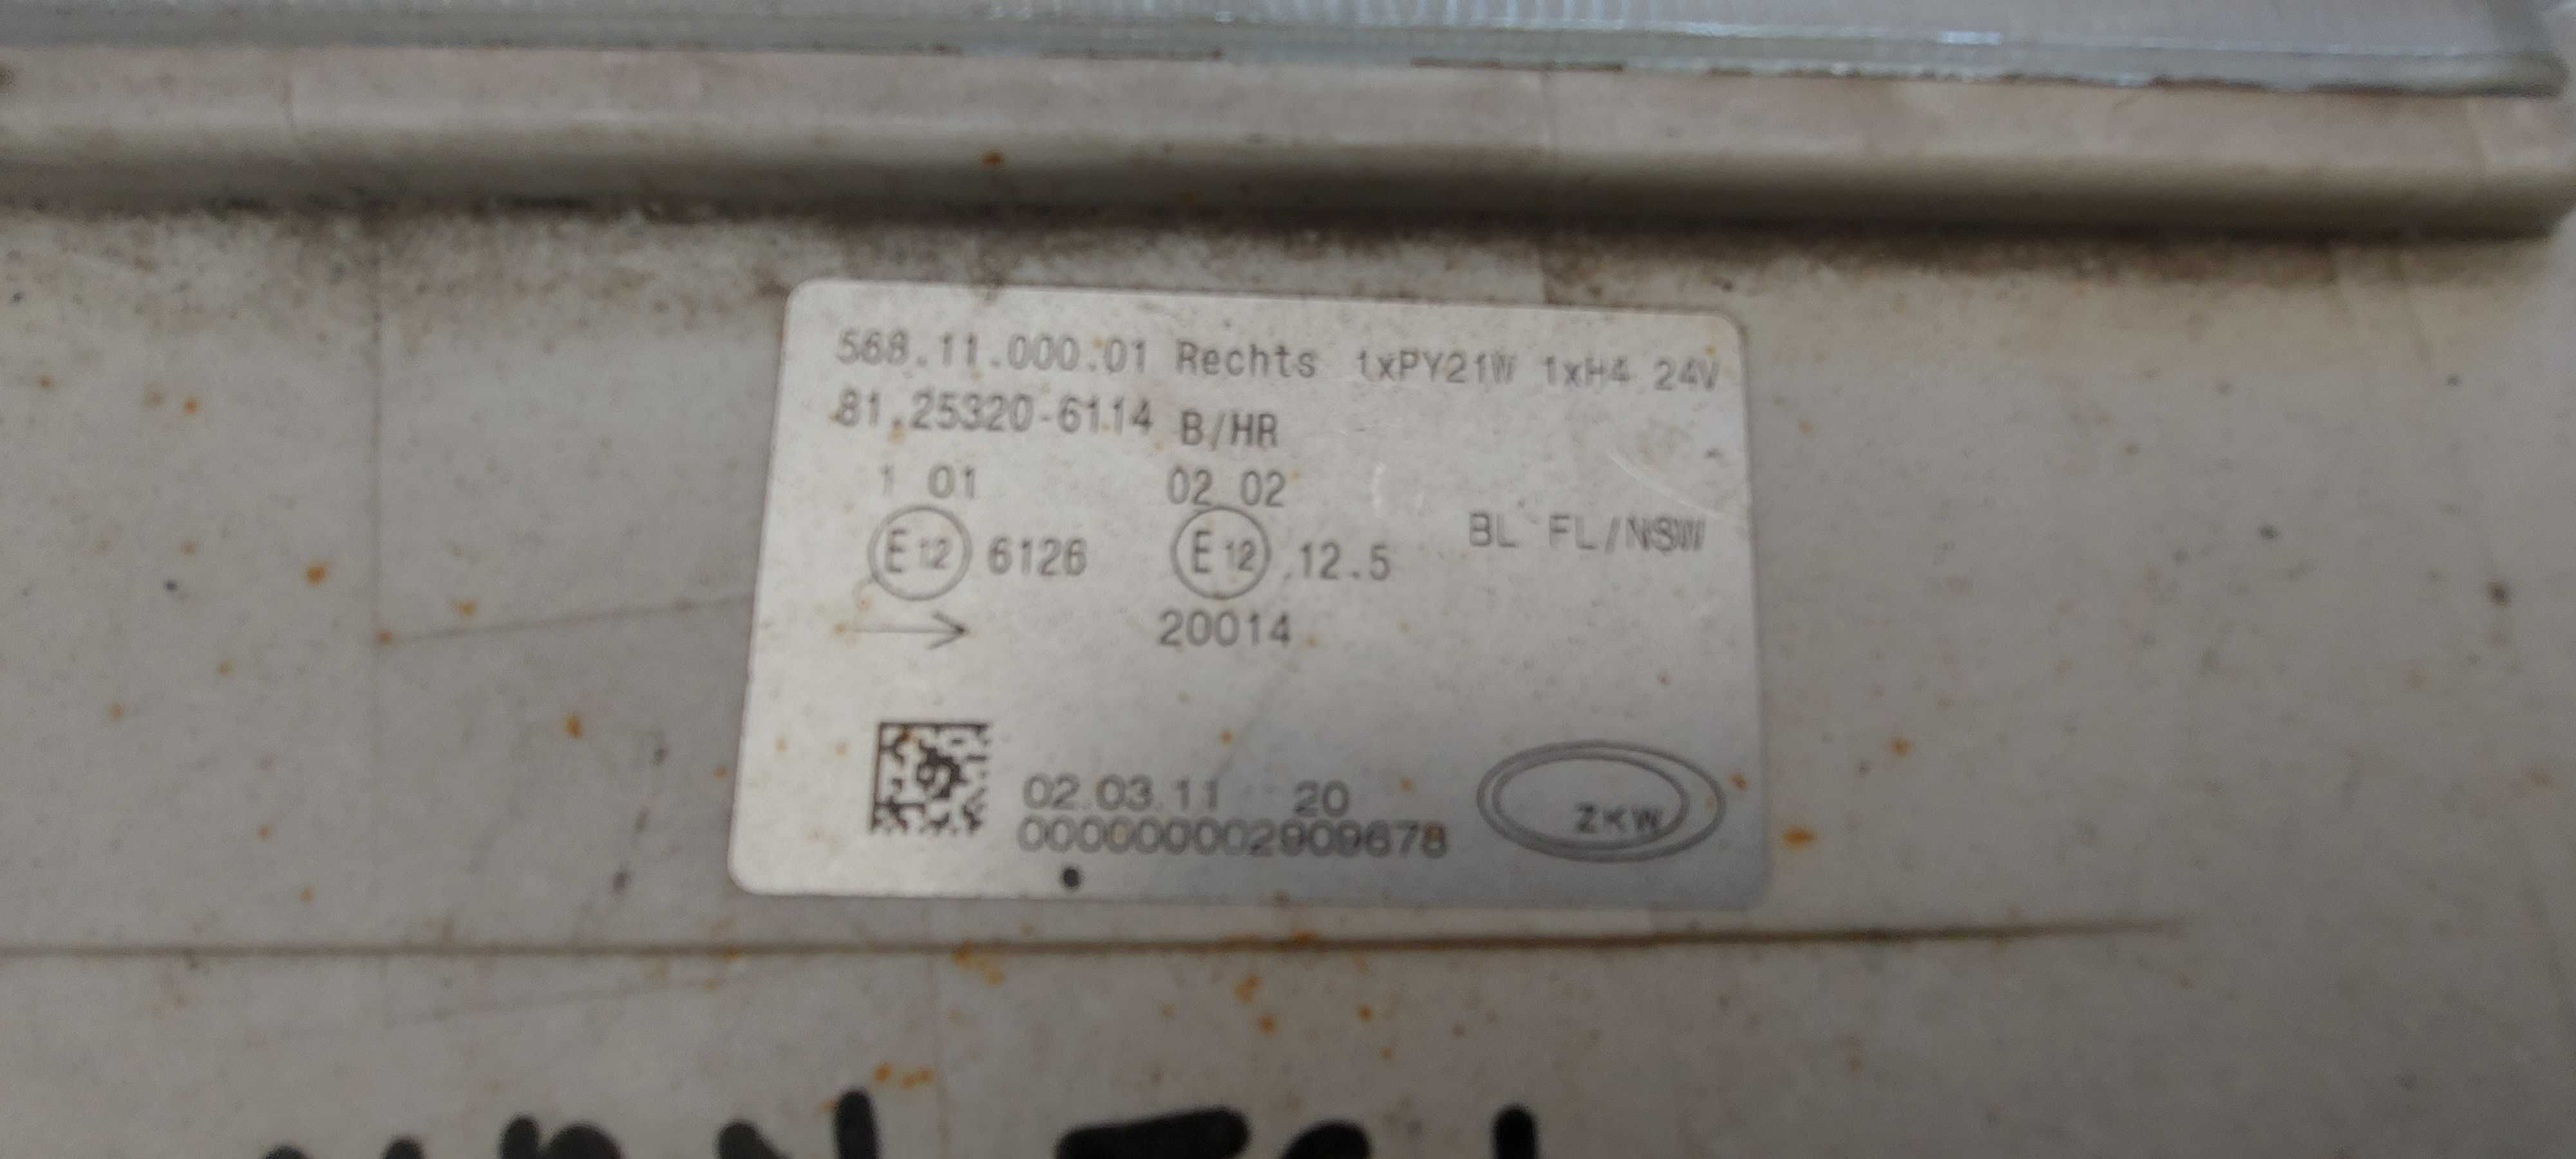 568.11.000.01 Rechts 1xPY21W 1xH4 24V
81.25320-6114 B/HR
1 01 02 02
E12 6126 E12 12.5 BL FL/NSW
20014
02.03.11 20
000000002909678
ZKW